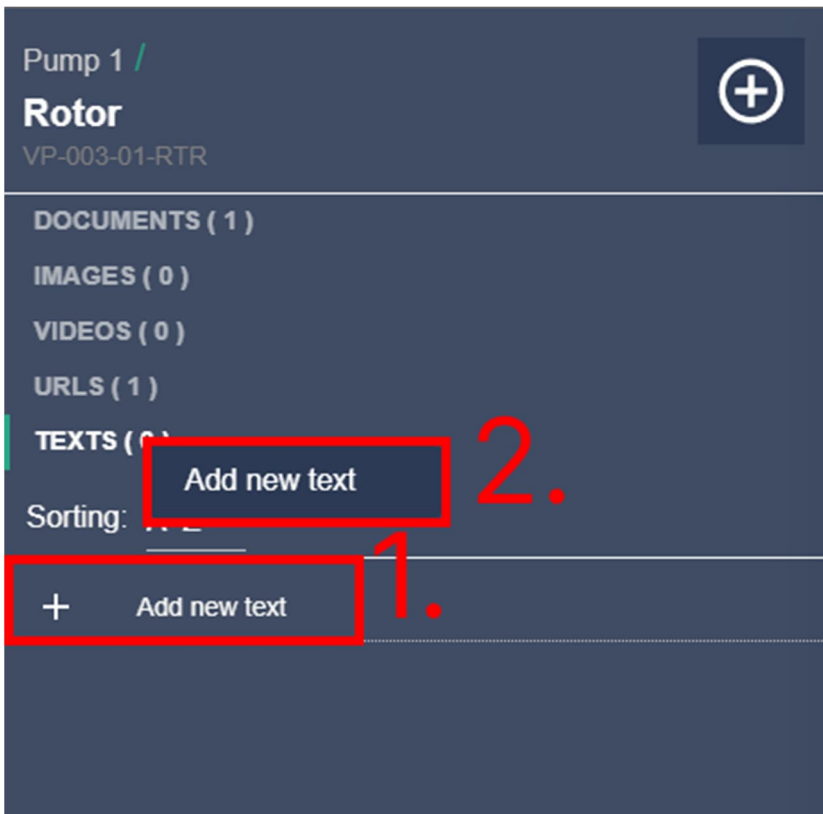 Pump 1 /
Rotor
VP-003-01-RTR
DOCUMENTS ( 1 )
IMAGES ( 0 )
VIDEOS ( 0 )
URLS ( 1 )
TEXTS (
Add new text
2.
Sorting:
1.
+ Add new text